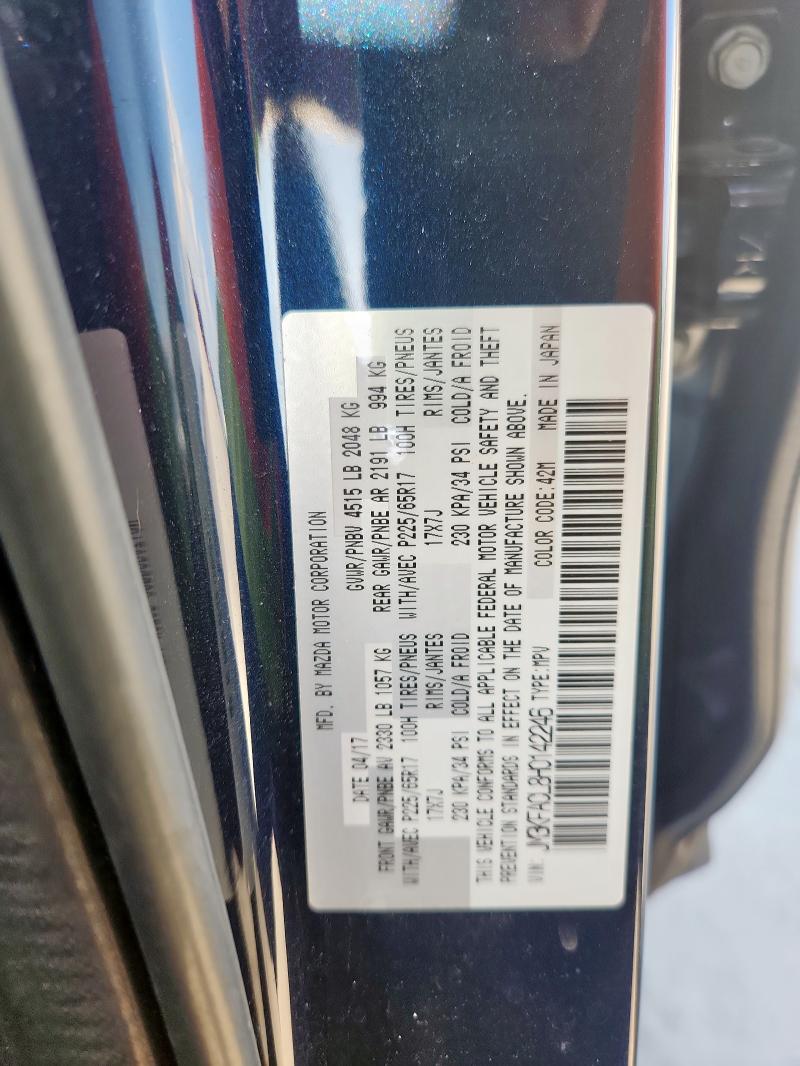 MFD. BY MAZDA MOTOR CORPORATION
DATE 04/17 GVWR/PNBV 4515 LB 2048 KG
FRONT GAWR/PNBE AV 2330 LB 1057 KG REAR GAWR/PNBE AR 2191 LB 994 KG
WITH/AVEC P225/65R17 100H TIRES/PNEUS WITH/AVEC P225/65R17 100H TIRES/PNEUS
17X7J RIMS/JANTES 17X7J RIMS/JANTES
230 KPA/34 PSI COLD/A FROID 230 KPA/34 PSI COLD/A FROID
THIS VEHICLE CONFORMS TO ALL APPLICABLE FEDERAL MOTOR VEHICLE SAFETY AND THEFT
PREVENTION STANDARDS IN EFFECT ON THE DATE OF MANUFACTURE SHOWN ABOVE.
VIN: JM3KFACL3H0142246 TYPE:MPV COLOR CODE:42M MADE IN JAPAN